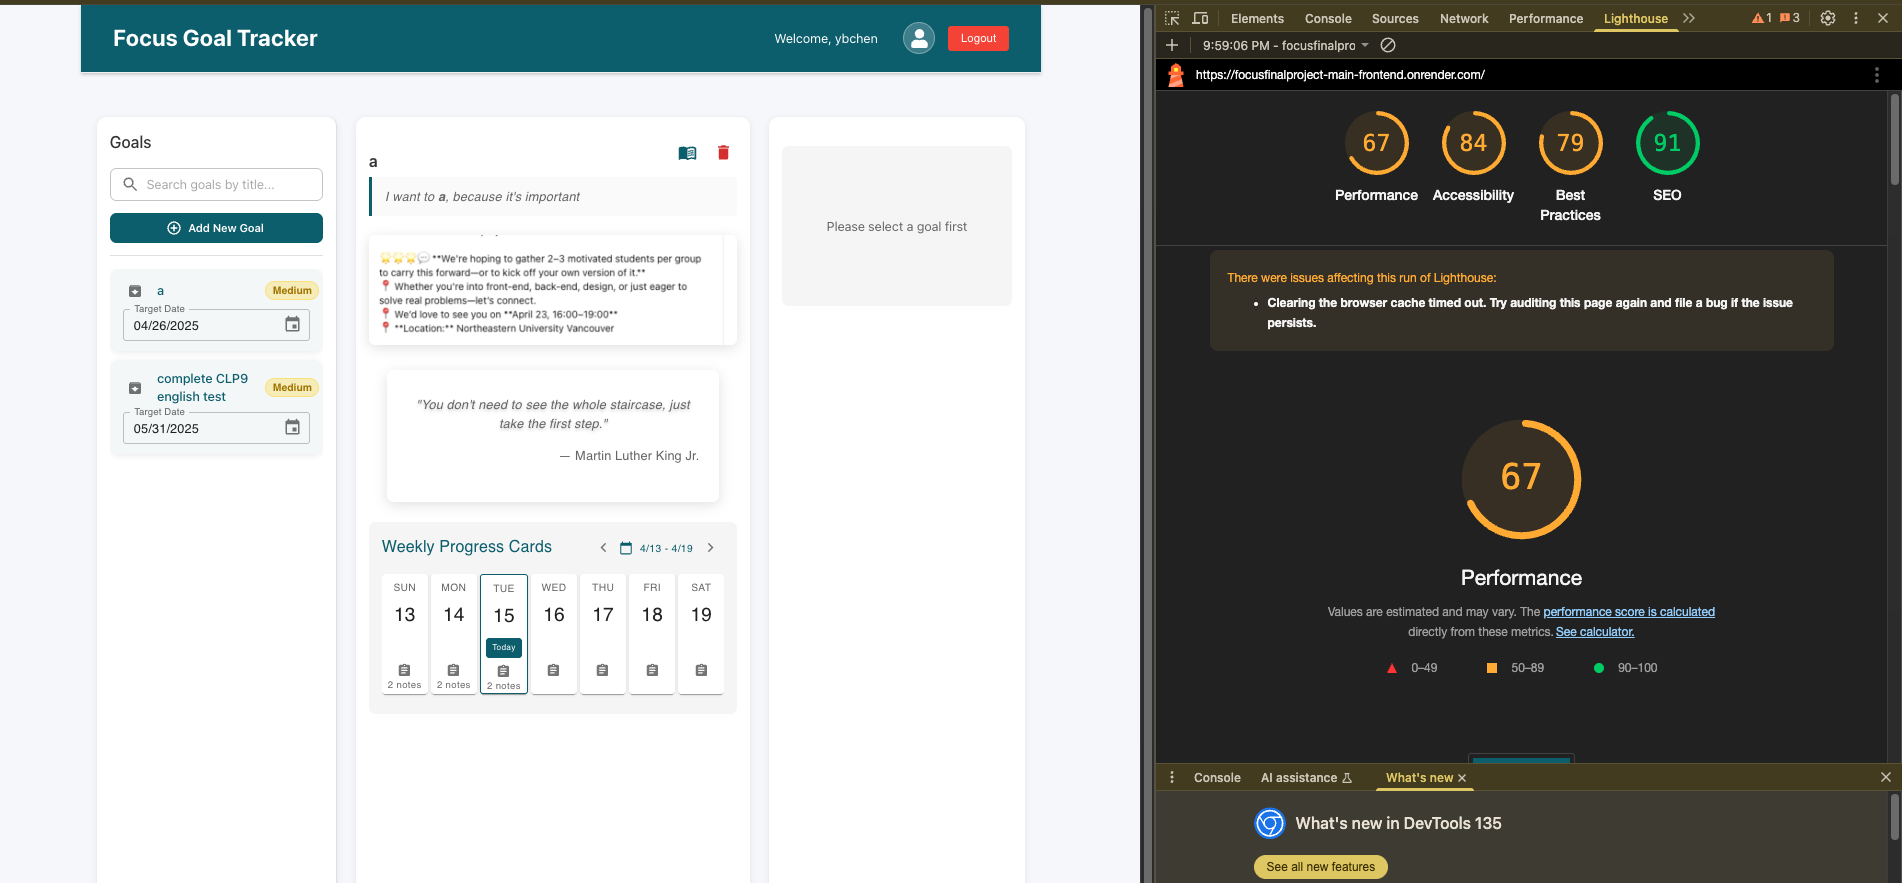 Focus Goal Tracker
Welcome, ybchen
Logout
Goals
Search goals by title...
Add New Goal
a
Medium
Target Date
04/26/2025
complete CLP9
english test
Medium
Target Date
05/31/2025
a
I want to a, because it's important
**We're hoping to gather 2–3 motivated students per group
to carry this forward—or to kick off your own version of it.**
📍 Whether you're into front-end, back-end, design, or just eager to
solve real problems—let's connect.
📍 We'd love to see you on **April 23, 16:00–19:00**
📍 **Location:** Northeastern University Vancouver
"You don't need to see the whole staircase, just
take the first step."
— Martin Luther King Jr.
Weekly Progress Cards
4/13 - 4/19
SUN MON TUE WED THU FRI SAT
13 14 15 16 17 18 19
Today
2 notes 2 notes 2 notes
Please select a goal first
Elements Console Sources Network Performance Lighthouse 1 3
9:59:06 PM - focusfinalpro
https://focusfinalproject-main-frontend.onrender.com/
67 84 79 91
Performance Accessibility Best Practices SEO
There were issues affecting this run of Lighthouse:
• Clearing the browser cache timed out. Try auditing this page again and file a bug if the issue
persists.
67
Performance
Values are estimated and may vary. The performance score is calculated
directly from these metrics. See calculator.
0–49 50–89 90–100
Console AI assistance What's new
What's new in DevTools 135
See all new features